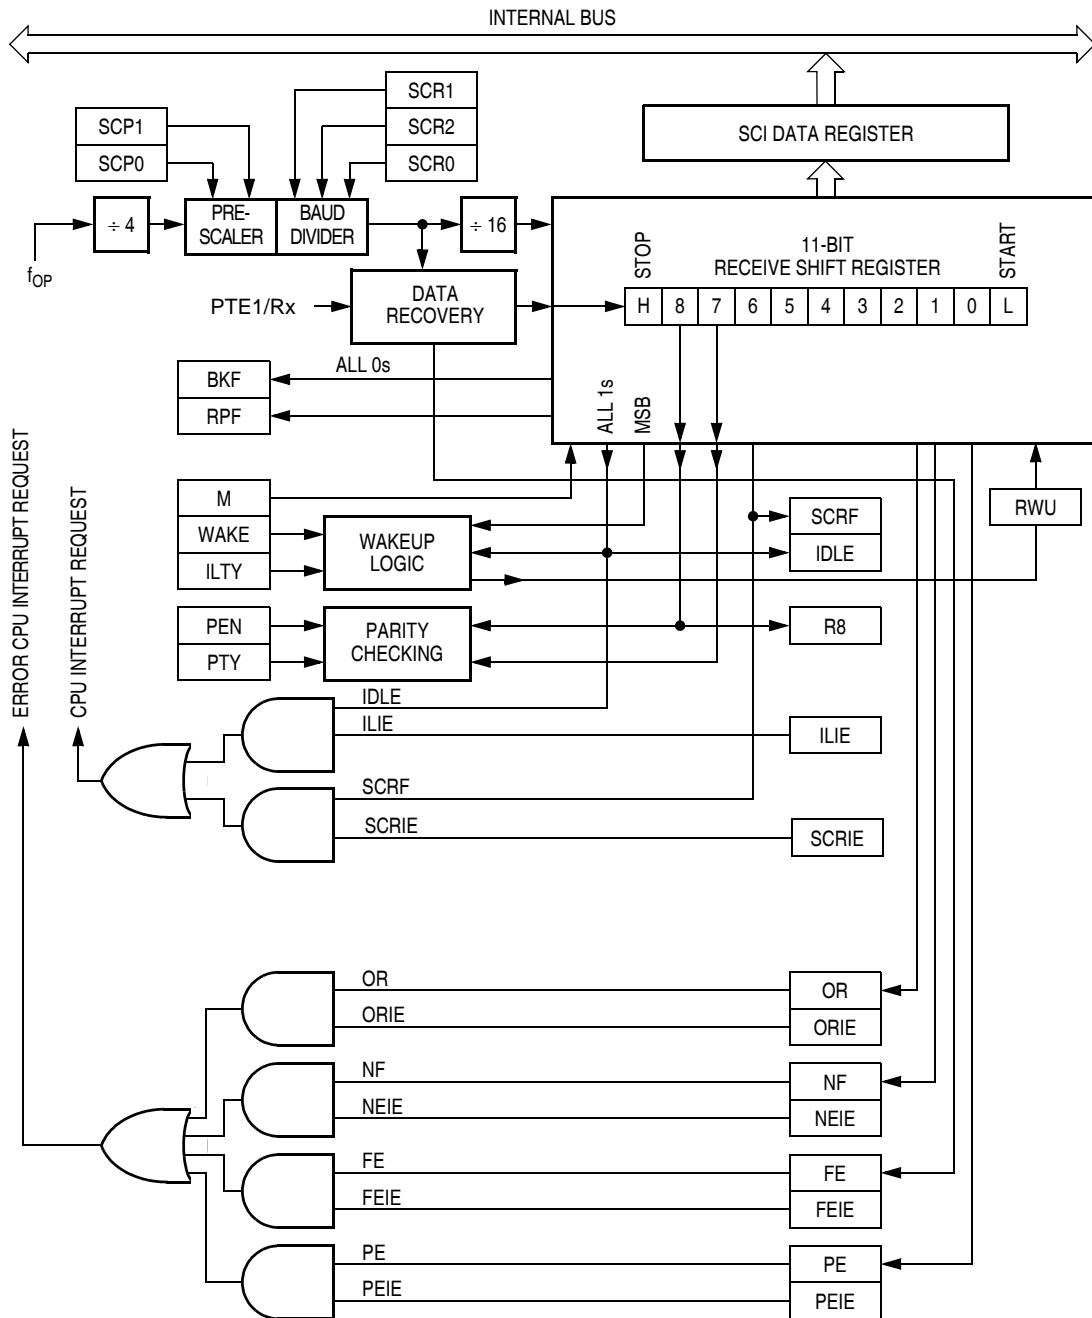 INTERNAL BUS
SCR1
SCR2
SCR0
SCP1
SCP0
SCI DATA REGISTER
÷ 4
PRE-
SCALER
BAUD
DIVIDER
÷ 16
fOP
STOP
11-BIT
RECEIVE SHIFT REGISTER
START
H 8 7 6 5 4 3 2 1 0 L
PTE1/Rx
DATA
RECOVERY
BKF
RPF
ALL 0s
ALL 1s
MSB
M
WAKE
ILTY
WAKEUP
LOGIC
SCRF
IDLE
RWU
PEN
PTY
PARITY
CHECKING
R8
ERROR CPU INTERRUPT REQUEST
CPU INTERRUPT REQUEST
IDLE
ILIE
ILIE
SCRF
SCRIE
SCRIE
OR
ORIE
OR
ORIE
NF
NEIE
NF
NEIE
FE
FEIE
FE
FEIE
PE
PEIE
PE
PEIE